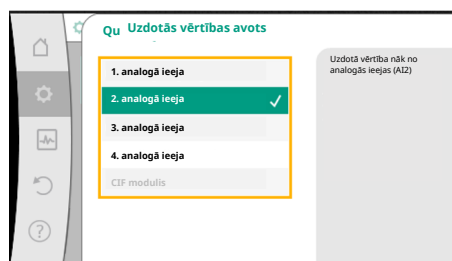 Qu Uzdotās vērtības avots
1. analogā ieeja
2. analogā ieeja
3. analogā ieeja
4. analogā ieeja
CIF modulis
Uzdotā vērtība nāk no
analogās ieejas (AI2)